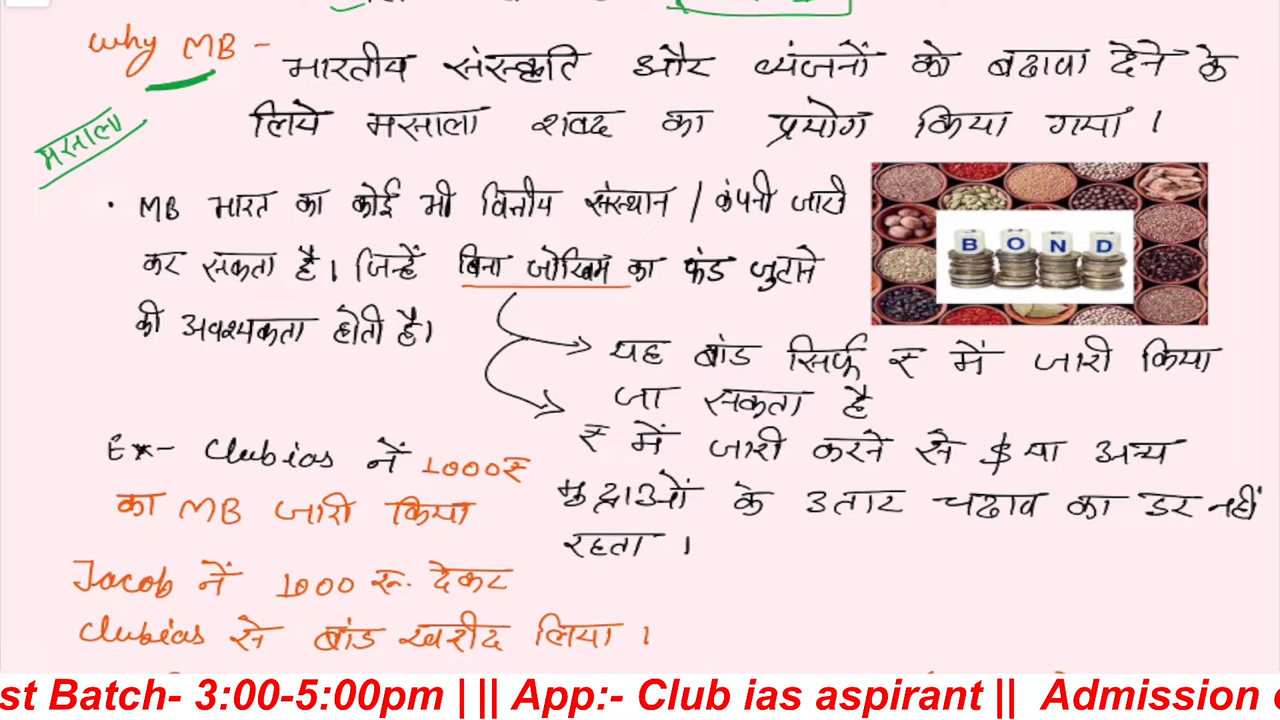 Why MB - भारतीय संस्कृति और व्यंजनों को बढावा देने के
लिये मसाला शब्द का प्रयोग किया गया ।
मसाला
• MB भारत का कोई भी वित्तीय संस्थान / कंपनी जारी
कर सकता है। जिन्हें बिना जोखिम का फंड जुटाने
की अवश्यकता होती है।
BOND
यह बांड सिर्फ ₹ में जारी किया
जा सकता है
₹ में जारी करने से $ या अन्य
मुद्राओं के उतार चढाव का डर नहीं
रहता ।
Ex- Clubias नें 1000₹
का MB जारी किया
Jacob नें 1000 रू. देकर
Clubias से बांड खरीद लिया ।
st Batch- 3:00-5:00pm | || App:- Club ias aspirant || Admission